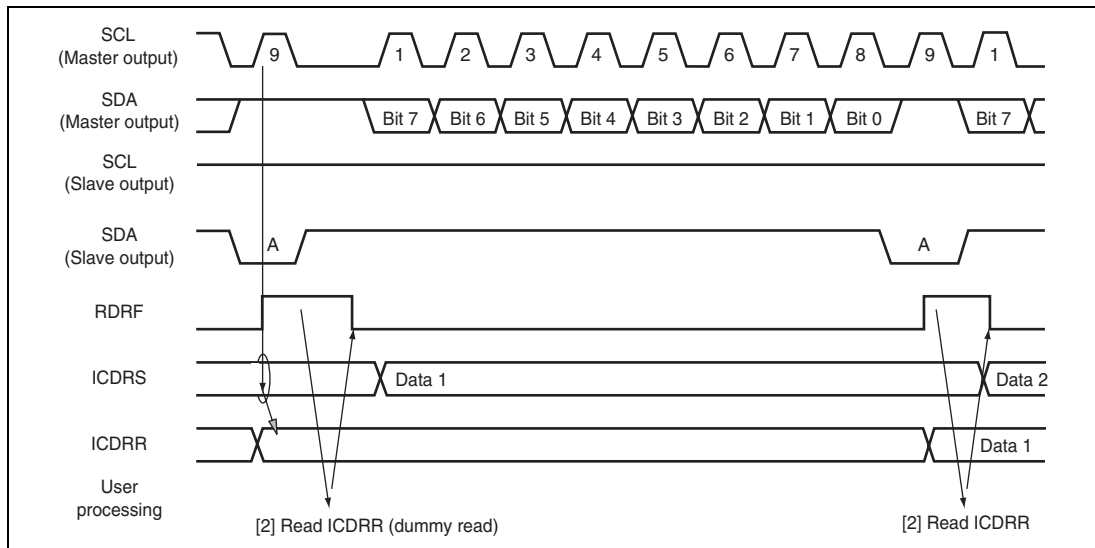 SCL
(Master output)
9
1
2
3
4
5
6
7
8
9
1
SDA
(Master output)
Bit 7
Bit 6
Bit 5
Bit 4
Bit 3
Bit 2
Bit 1
Bit 0
Bit 7
SCL
(Slave output)
SDA
(Slave output)
A
A
RDRF
ICDRS
Data 1
Data 2
ICDRR
Data 1
User
processing
[2] Read ICDRR (dummy read)
[2] Read ICDRR